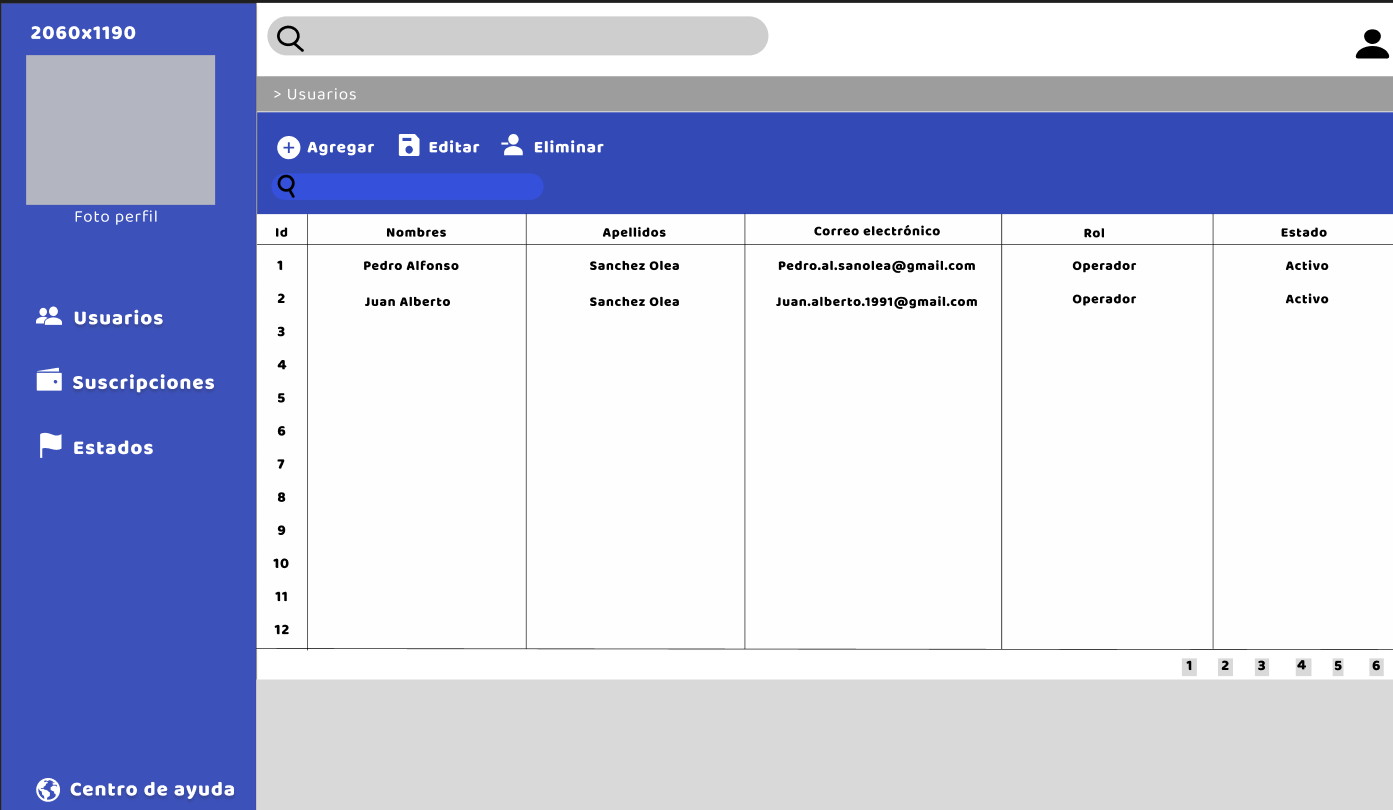 2060x1190
Foto perfil
Usuarios
Suscripciones
Estados
Centro de ayuda
> Usuarios
Agregar Editar Eliminar
Id Nombres Apellidos Correo electrónico Rol Estado
1 Pedro Alfonso Sanchez Olea Pedro.al.sanolea@gmail.com Operador Activo
2 Juan Alberto Sanchez Olea Juan.alberto.1991@gmail.com Operador Activo
3
4
5
6
7
8
9
10
11
12
1 2 3 4 5 6